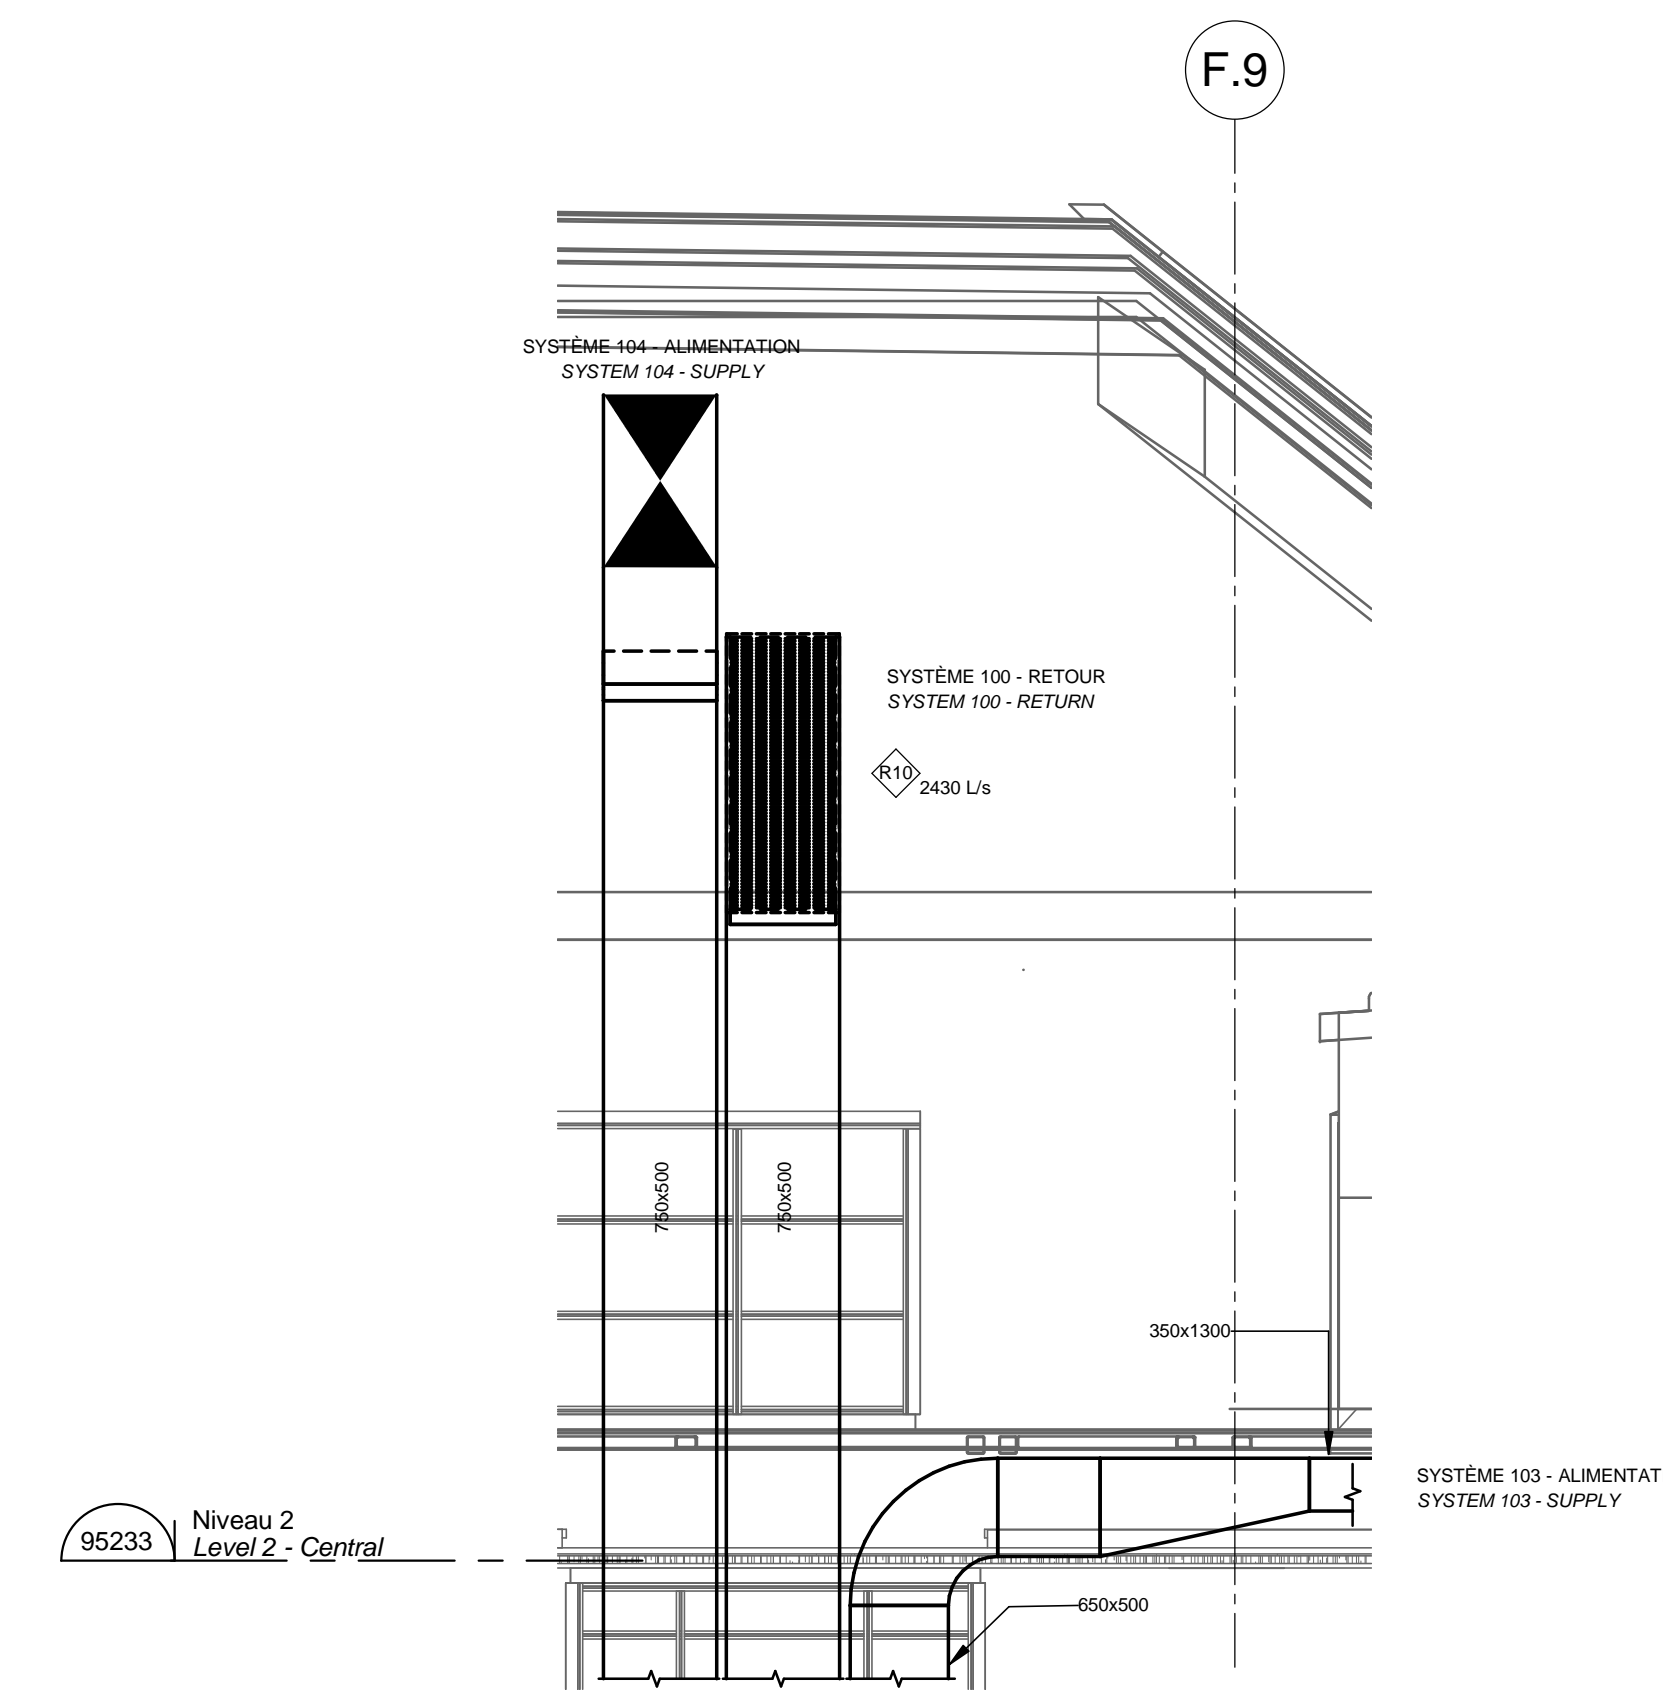 F.9
SYSTÈME 104 - ALIMENTATION
SYSTEM 104 - SUPPLY
SYSTÈME 100 - RETOUR
SYSTEM 100 - RETURN
R10
2430 L/s
750x500
750x500
350x1300
SYSTÈME 103 - ALIMENTAT
SYSTEM 103 - SUPPLY
95233
Niveau 2
Level 2 - Central
650x500